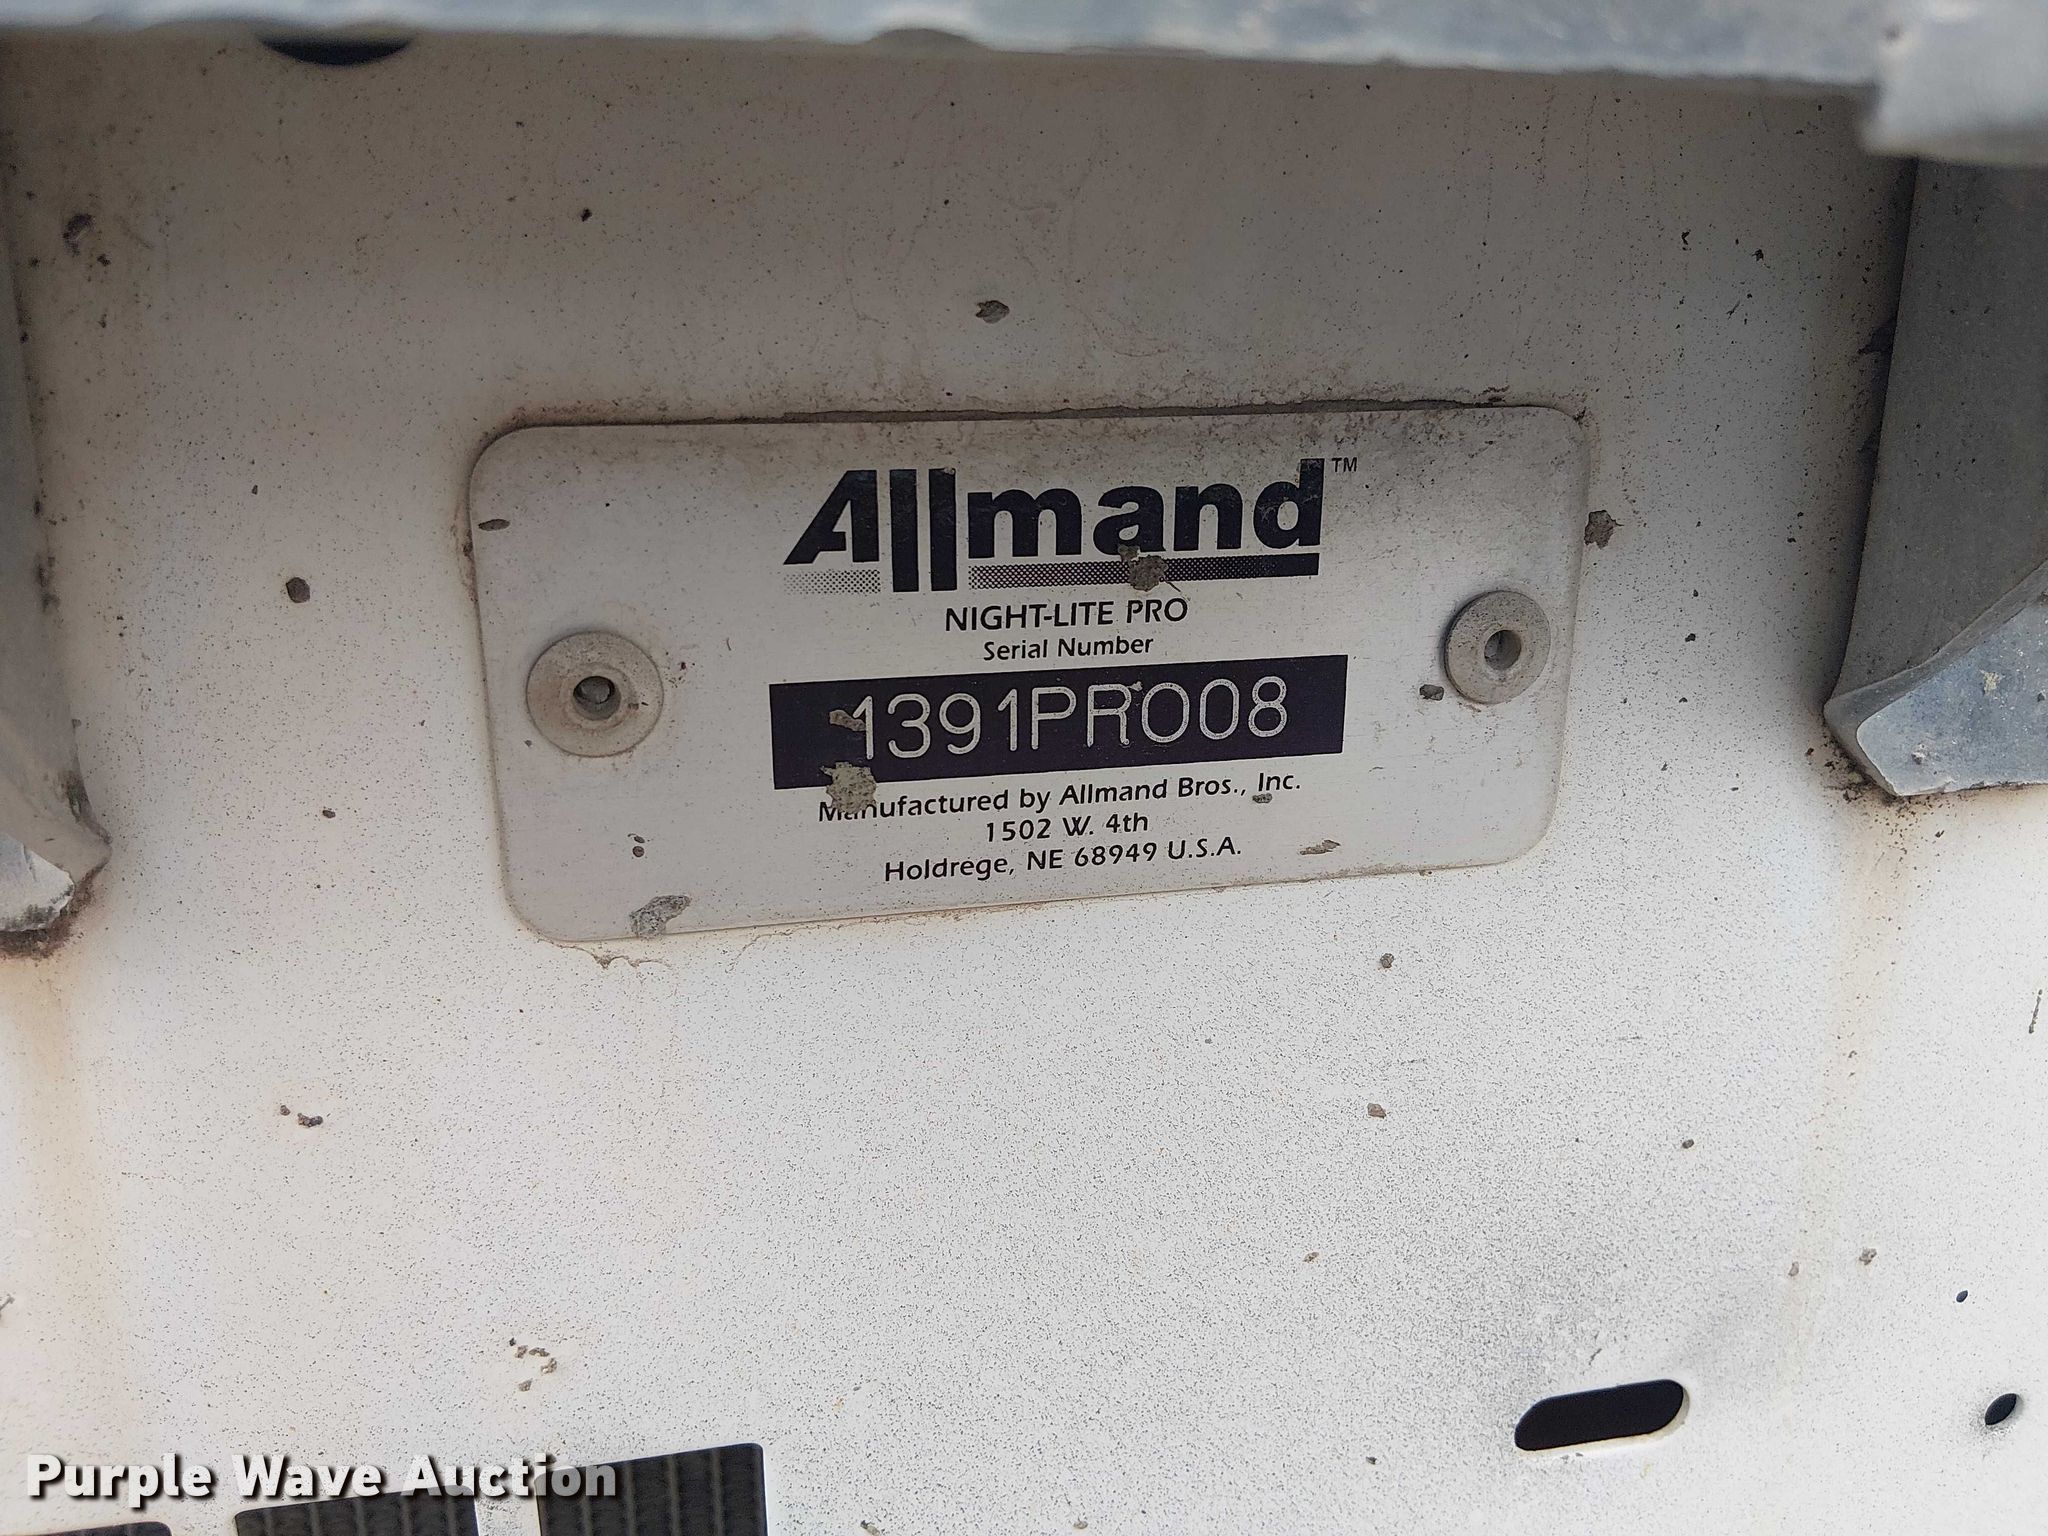 Allmand™
NIGHT-LITE PRO
Serial Number
1391PRO08
Manufactured by Allmand Bros., Inc.
1502 W. 4th
Holdrege, NE 68949 U.S.A.
Purple Wave Auction